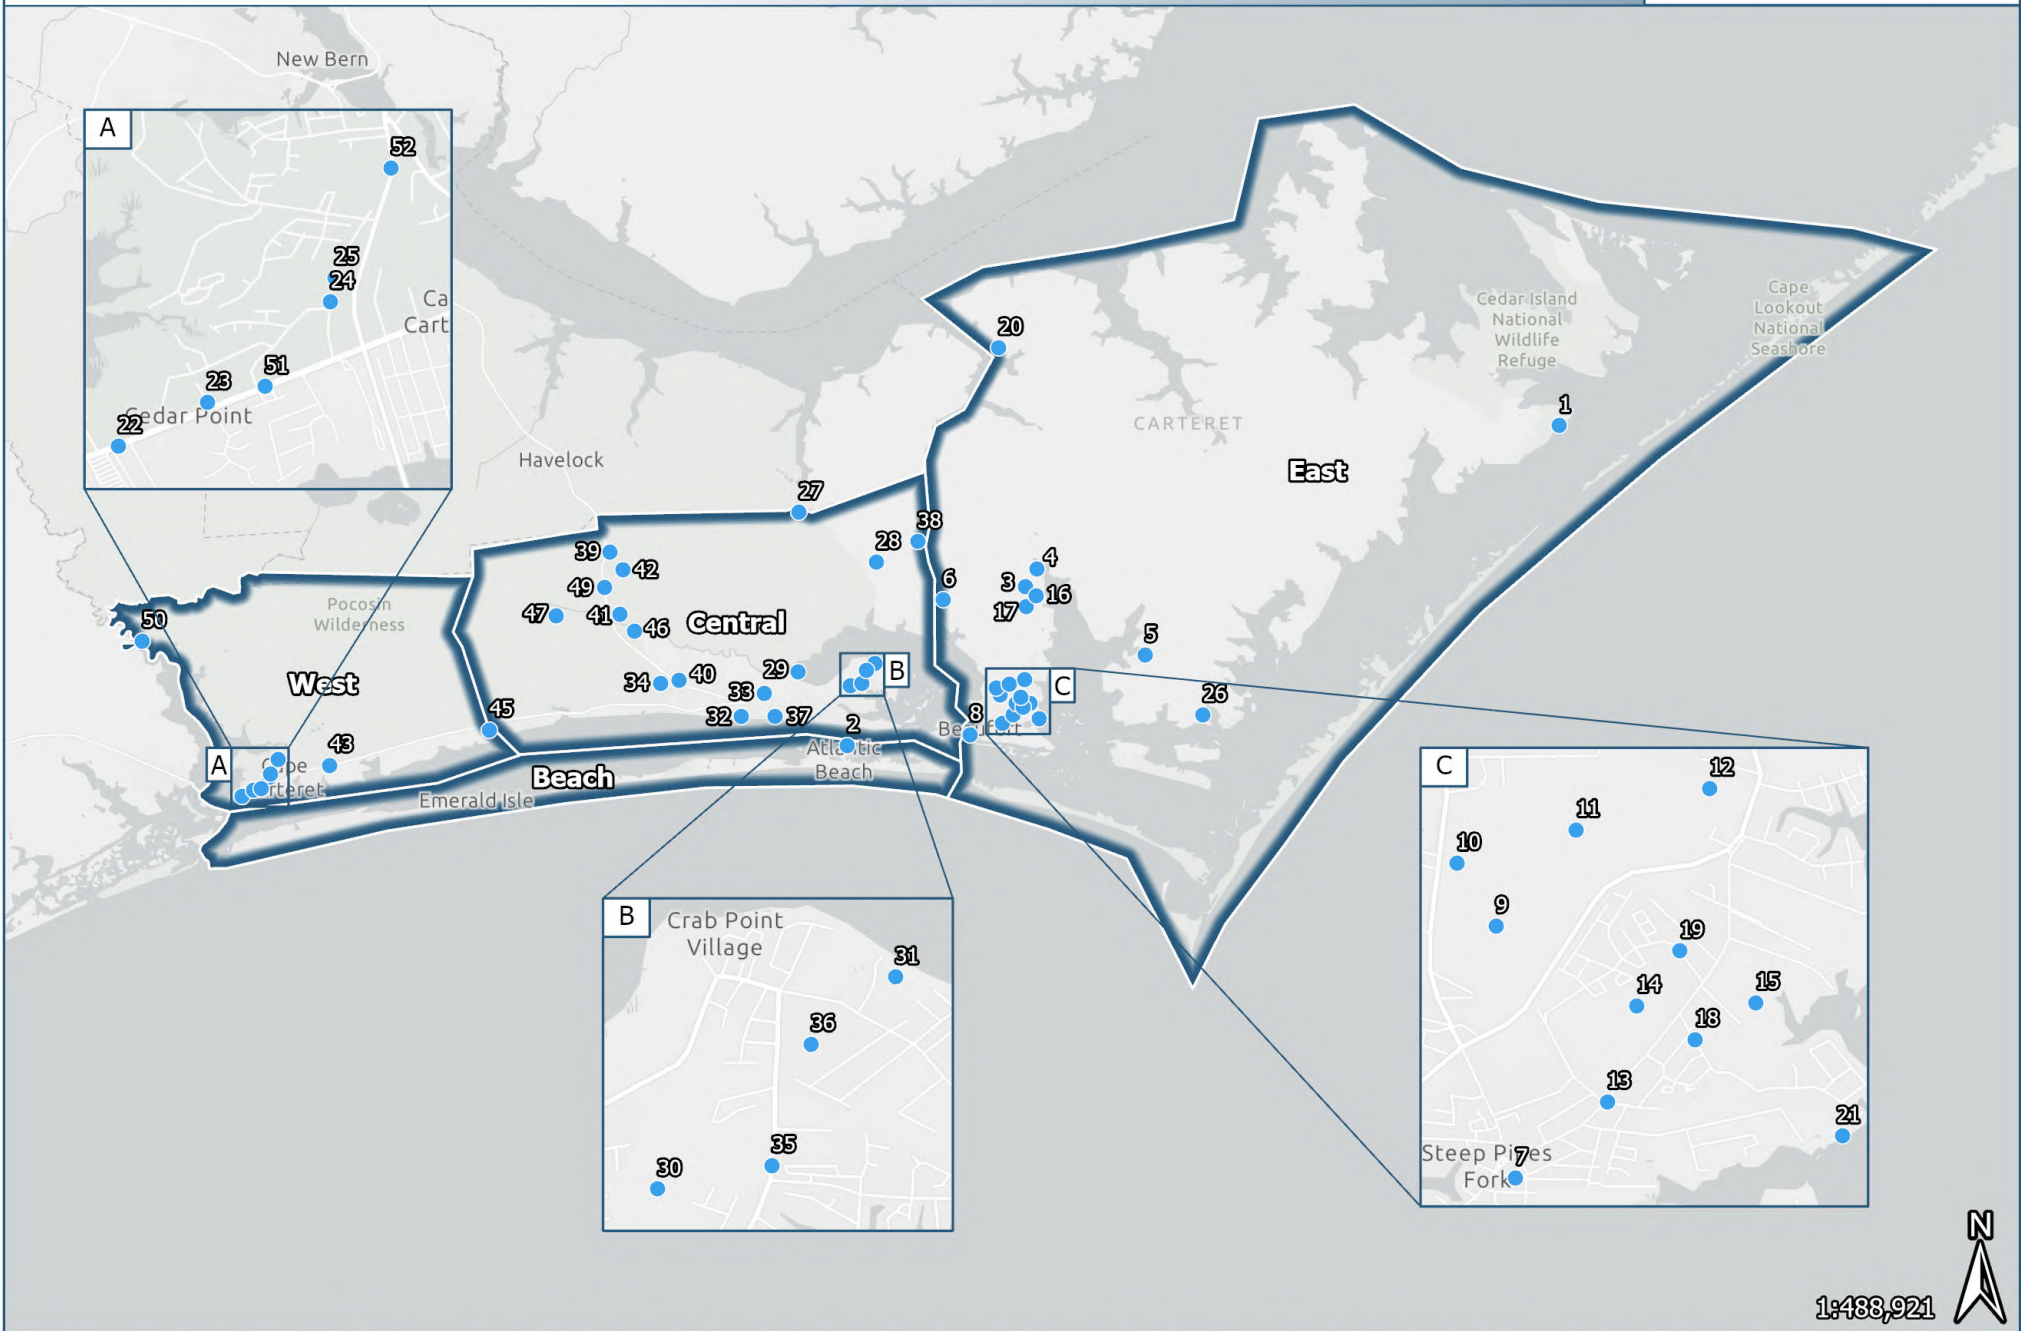 New Bern
A
52
25
24
Ca
Cart
51
23
Cedar Point
22
20
Cedar Island
National
Wildlife
Refuge
Cape
Lookout
National
Seashore
1
CARTERET
Havelock
East
27
38
28
39
42
49
47
41
46
Central
4
3
16
17
6
5
26
Pocosin
Wilderness
50
West
34
40
29
33
32
37
B
C
45
2
8
Beaufort
Atlantic
Beach
43
A
Cape
Carteret
Beach
Emerald Isle
B
Crab Point
Village
31
36
35
30
C
12
11
10
9
19
14
15
18
13
21
Steep Pines
Fork
7
N
1:488,921